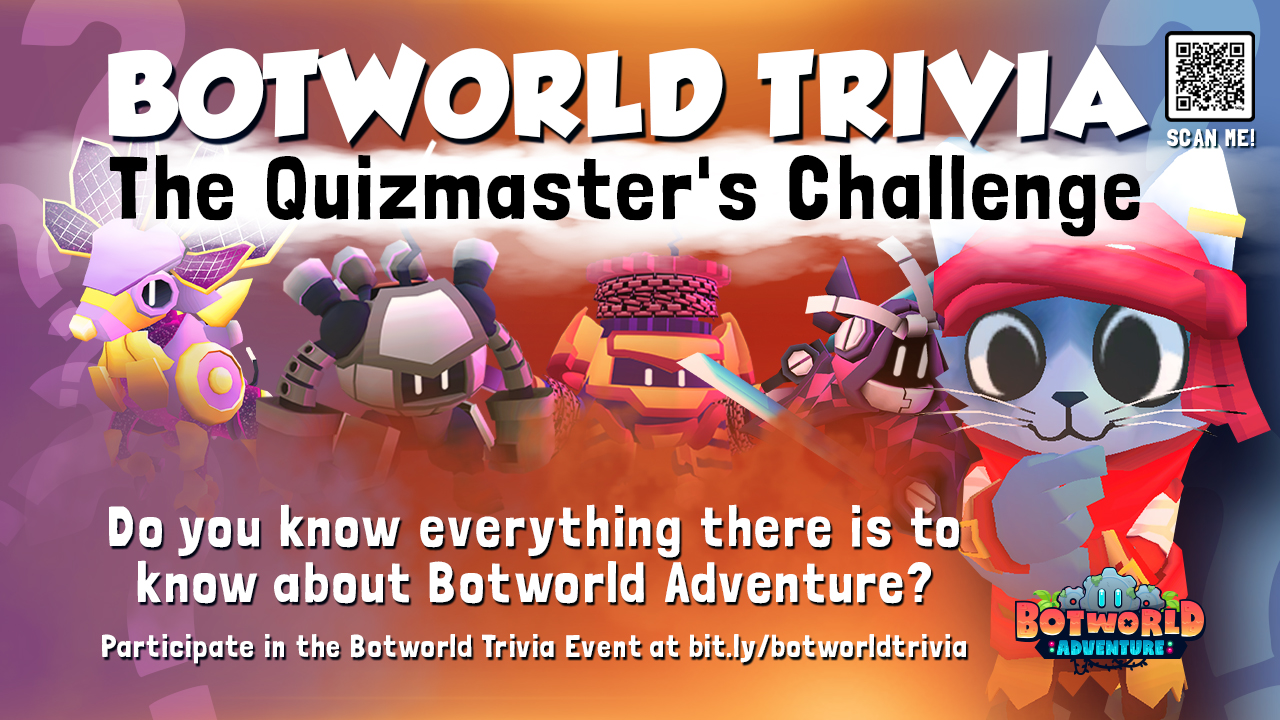 BOTWORLD TRIVIA
The Quizmaster's Challenge
SCAN ME!
Do you know everything there is to
know about Botworld Adventure?
Participate in the Botworld Trivia Event at bit.ly/botworldtrivia
BOTWORLD
ADVENTURE